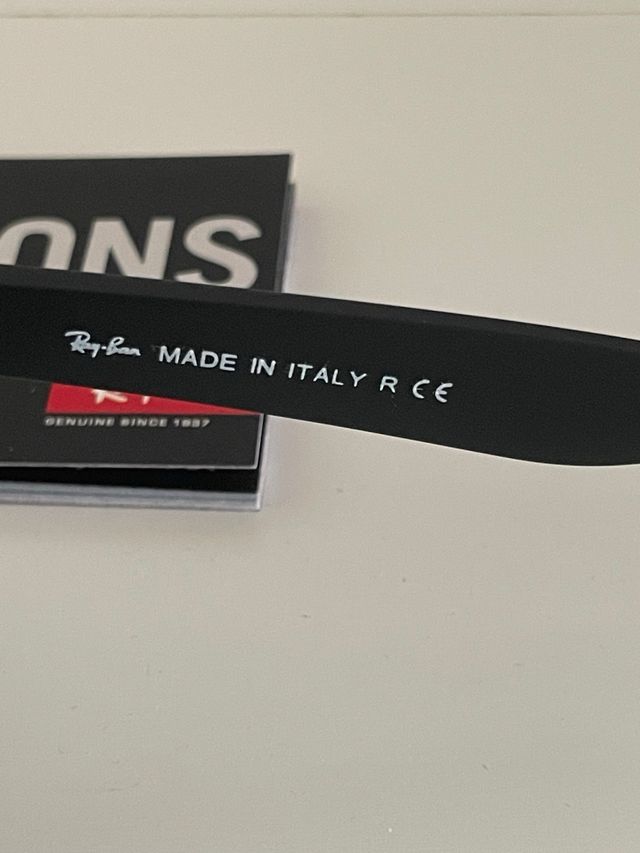 ONS
Ray-Ban MADE IN ITALY R CE
GENUINE SINCE 1937